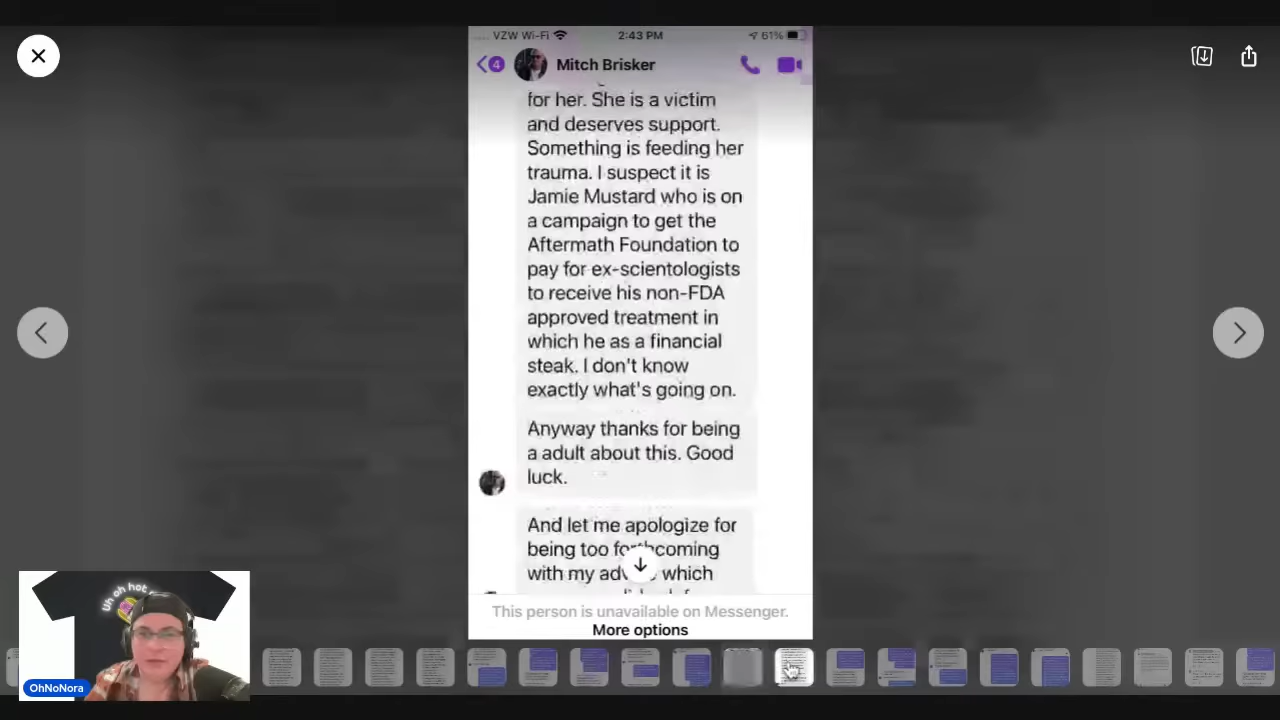 VZW Wi-Fi 2:43 PM 61%
4 Mitch Brisker
for her. She is a victim
and deserves support.
Something is feeding her
trauma. I suspect it is
Jamie Mustard who is on
a campaign to get the
Aftermath Foundation to
pay for ex-scientologists
to receive his non-FDA
approved treatment in
which he as a financial
steak. I don't know
exactly what's going on.
Anyway thanks for being
a adult about this. Good
luck.
And let me apologize for
being too forthcoming
with my which
This person is unavailable on Messenger.
More options
Uh oh hot
OhNoNora